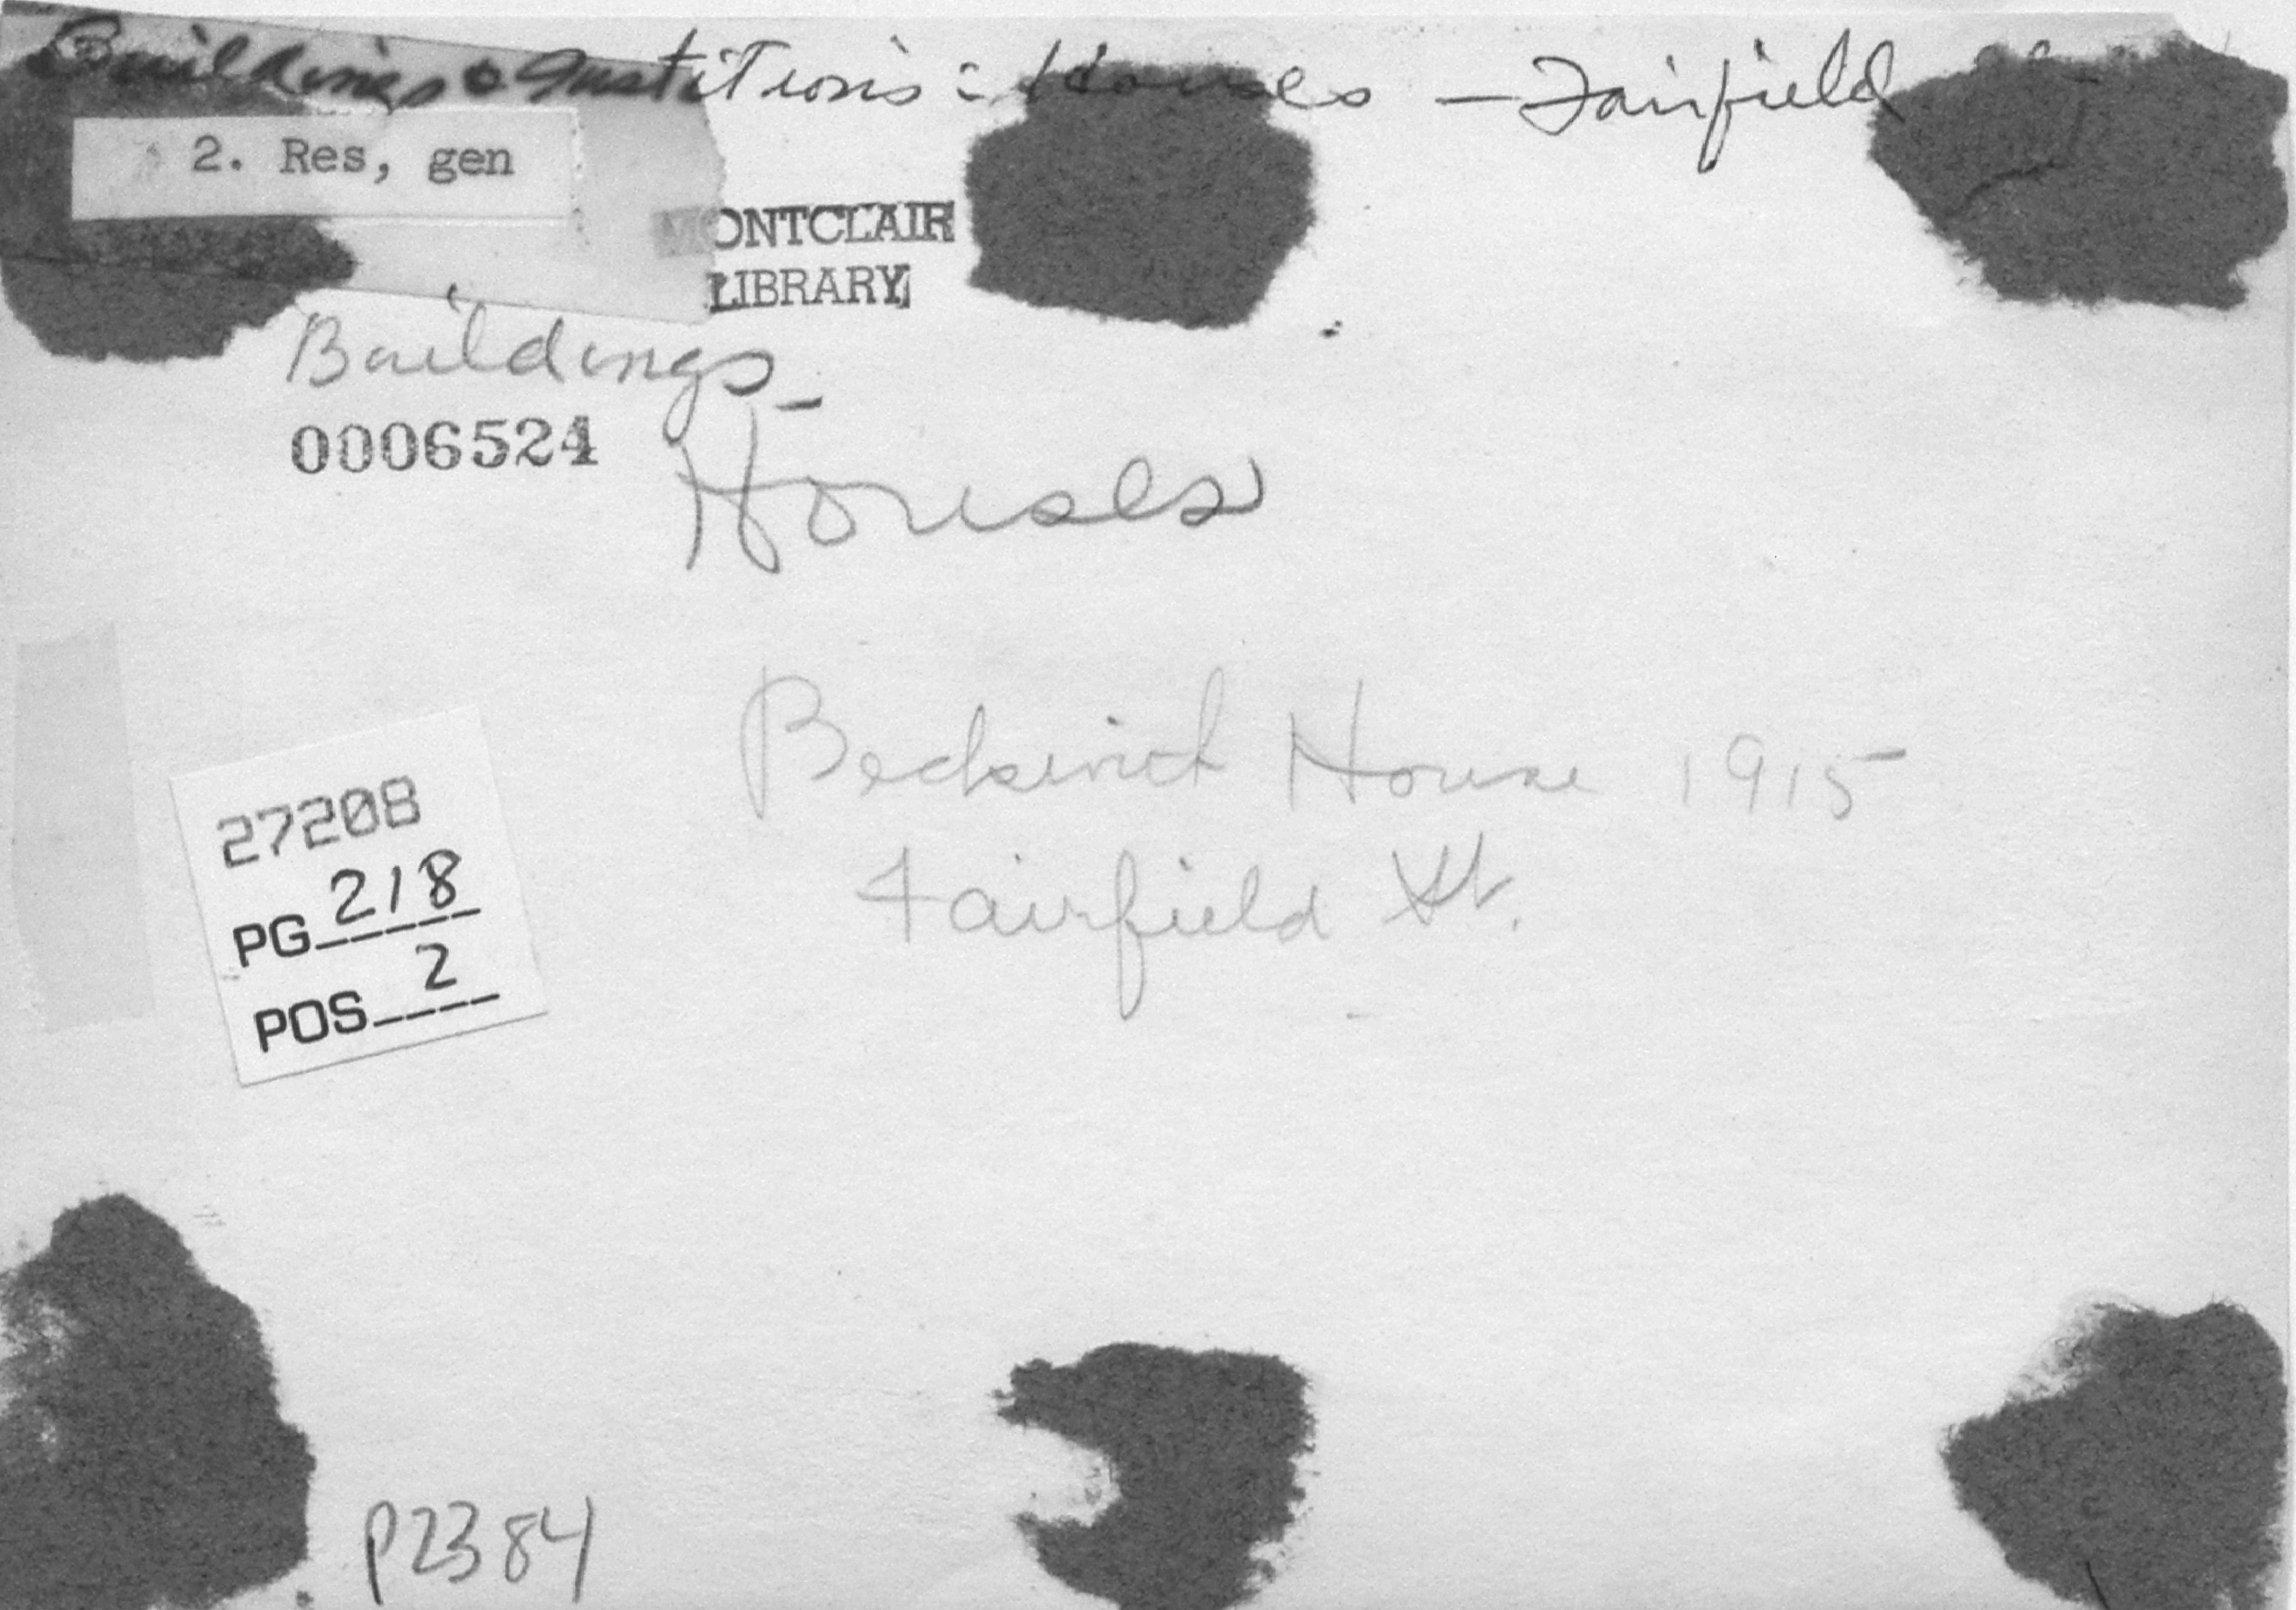 Buildings & Institutions: Houses - Fairfield
2. Res, gen
MONTCLAIR
LIBRARY
Buildings -
0006524
Houses
House 1915
Fairfield St.
27208
PG 218
POS 2
P2384